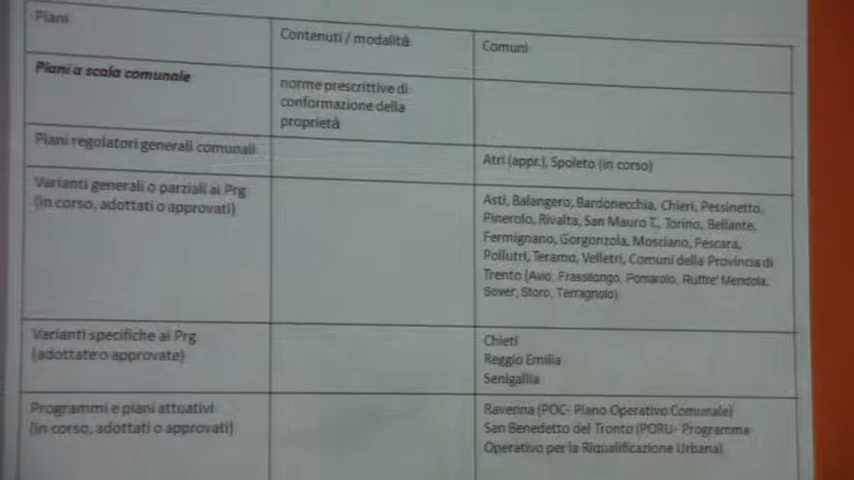 Piani
Contenuti / modalità
Comuni
Piani a scala comunale
norme prescrittive di
conformazione della
proprietà
Piani regolatori generali comunali
Atri (appr.), Spoleto (in corso)
Varianti generali o parziali ai Prg
(in corso, adottati o approvati)
Asti, Balangero, Bardonecchia, Chieri, Pessinetto,
Pinerolo, Rivalta, San Mauro T., Torino, Bellante,
Fermignano, Gorgonzola, Mosciano, Pescara,
Pollutri, Teramo, Velletri, Comuni della Provincia di
Trento (Avio, Frassilongo, Pomarolo, Ruffre' Mendola,
Sover, Storo, Terragnolo)
Varianti specifiche ai Prg
(adottate o approvate)
Chieti
Reggio Emilia
Senigallia
Programmi e piani attuativi
(in corso, adottati o approvati)
Ravenna (POC- Piano Operativo Comunale)
San Benedetto del Tronto (PORU- Programma
Operativo per la Riqualificazione Urbana)